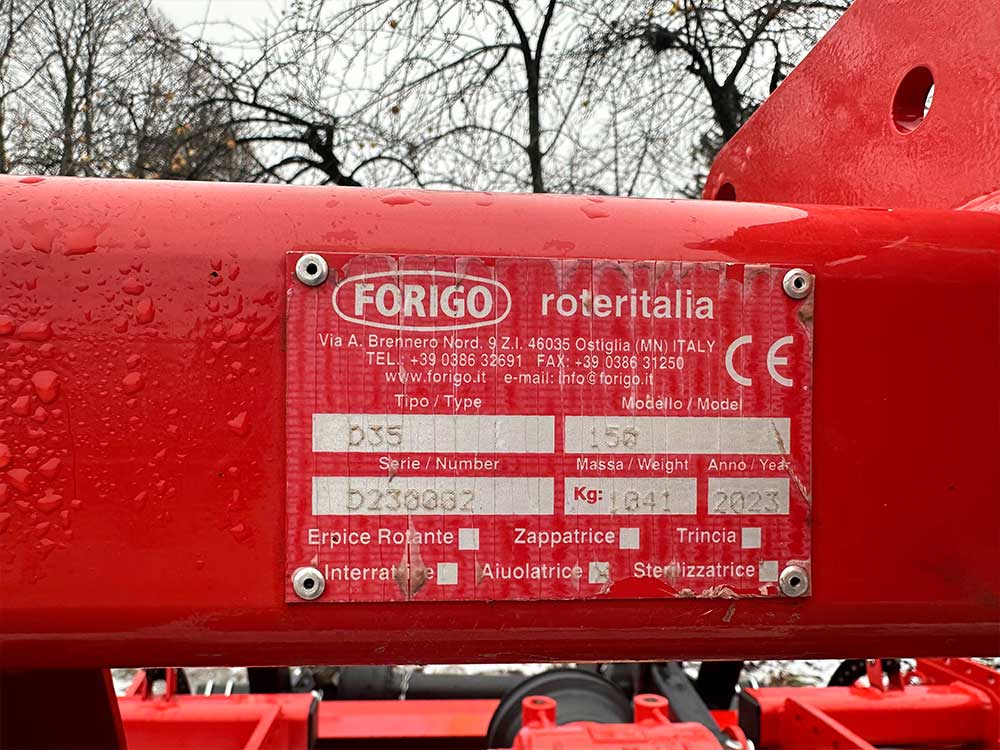 FORIGO roteritalia
Via A. Brennero Nord. 9 Z.I. 46035 Ostiglia (MN) ITALY
TEL.: +39 0386 32691 FAX: +39 0386 31250
www.forigo.it e-mail: info@forigo.it
CE
Tipo / Type Modello / Model
D35 150
Serie / Number Massa / Weight Anno / Year
D230002 Kg: 1041 2023
Erpice Rotante Zappatrice Trincia
Interratrice Aiuolatrice Sterilizzatrice